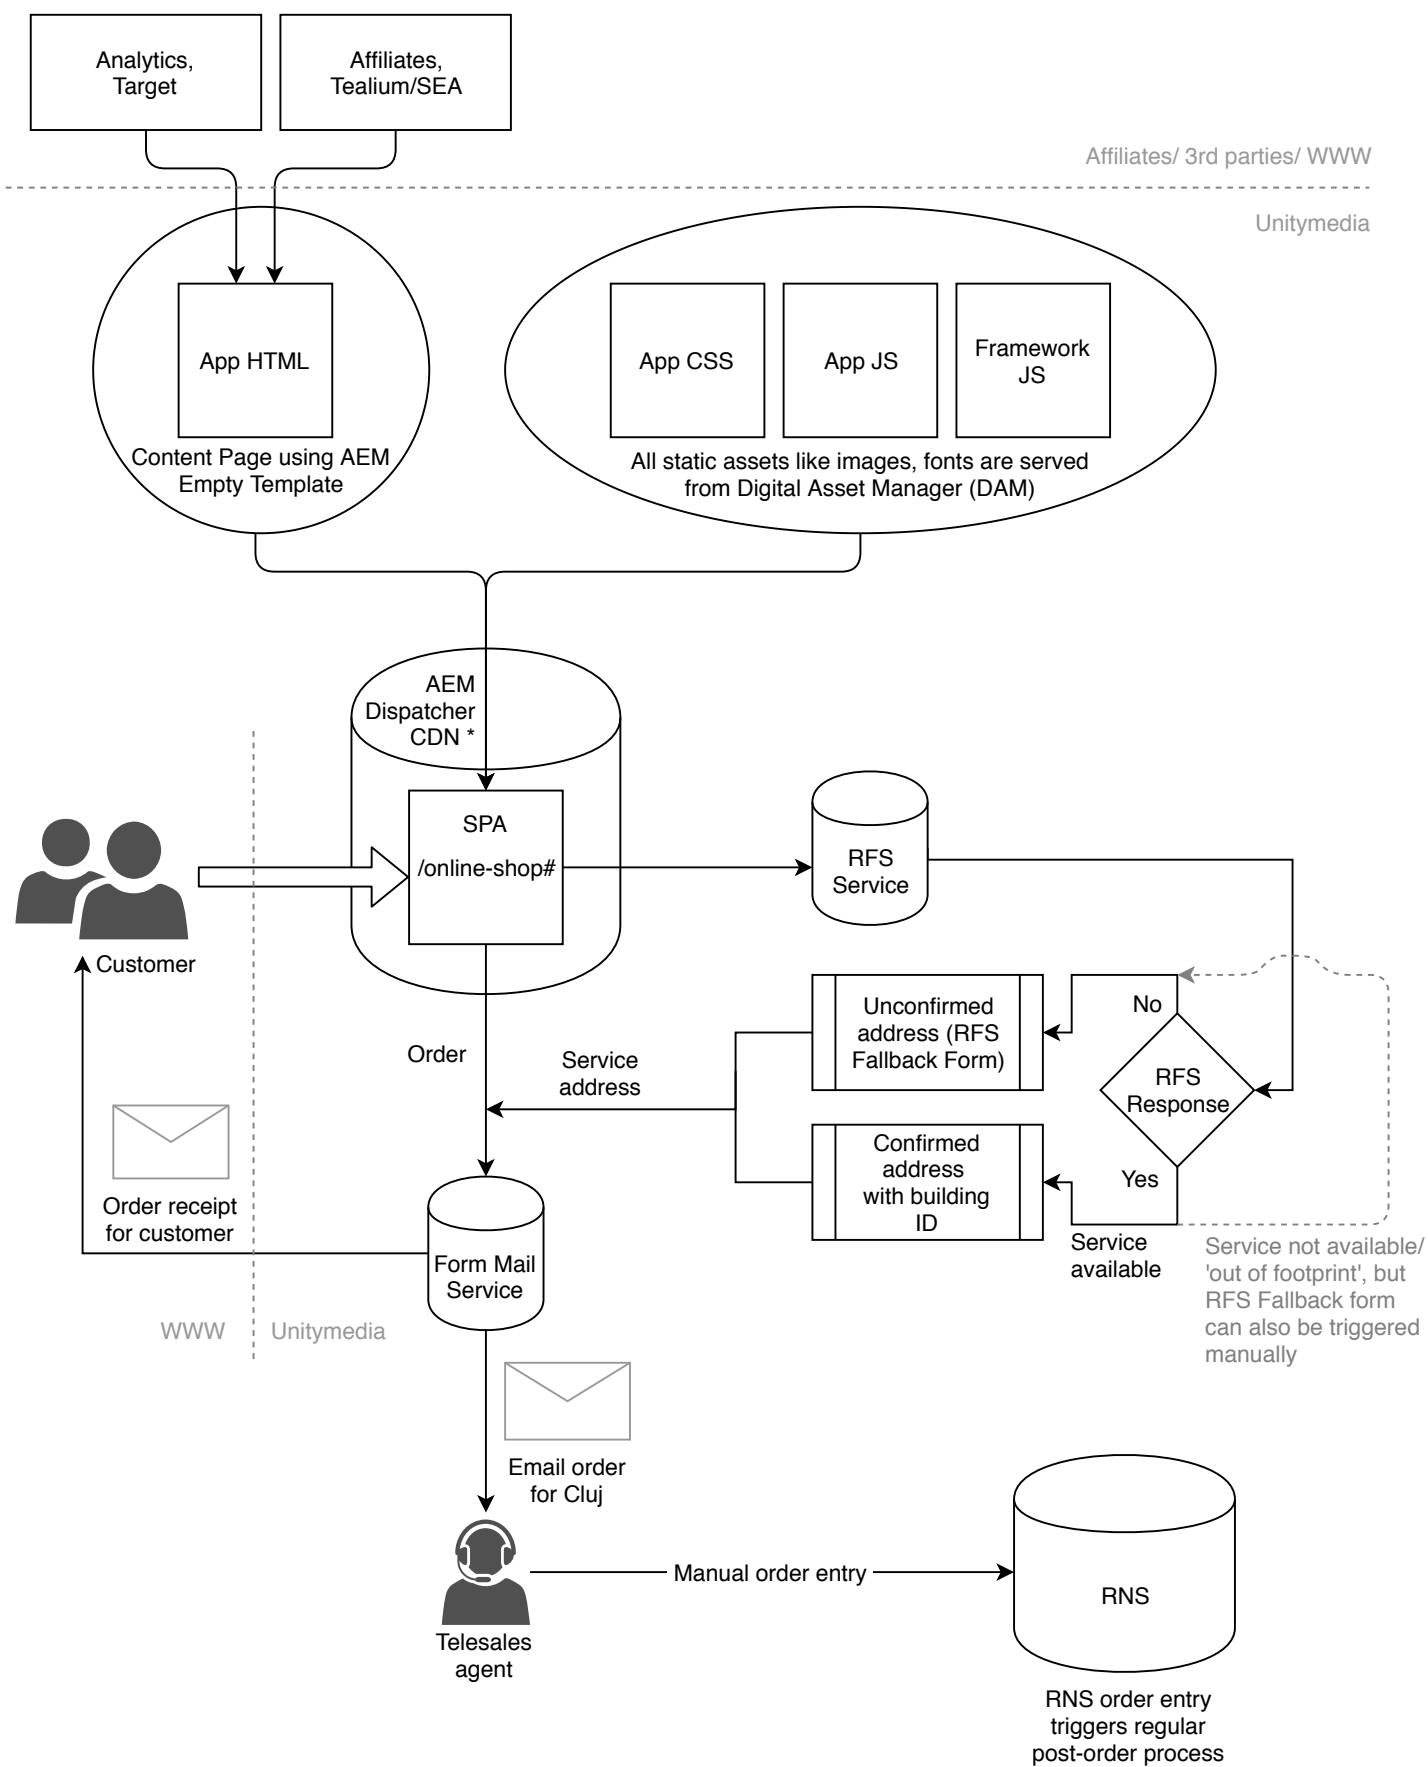 Analytics,
Target
Affiliates,
Tealium/SEA
Affiliates/ 3rd parties/ WWW
Unitymedia
App HTML
Content Page using AEM
Empty Template
App CSS
App JS
Framework
JS
All static assets like images, fonts are served
from Digital Asset Manager (DAM)
AEM
Dispatcher
CDN *
SPA
/online-shop#
RFS
Service
Customer
Order
Service
address
Unconfirmed
address (RFS
Fallback Form)
No
RFS
Response
Confirmed
address
with building
ID
Yes
Service
available
Service not available/
'out of footprint', but
RFS Fallback form
can also be triggered
manually
Order receipt
for customer
Form Mail
Service
WWW
Unitymedia
Email order
for Cluj
Telesales
agent
Manual order entry
RNS
RNS order entry
triggers regular
post-order process